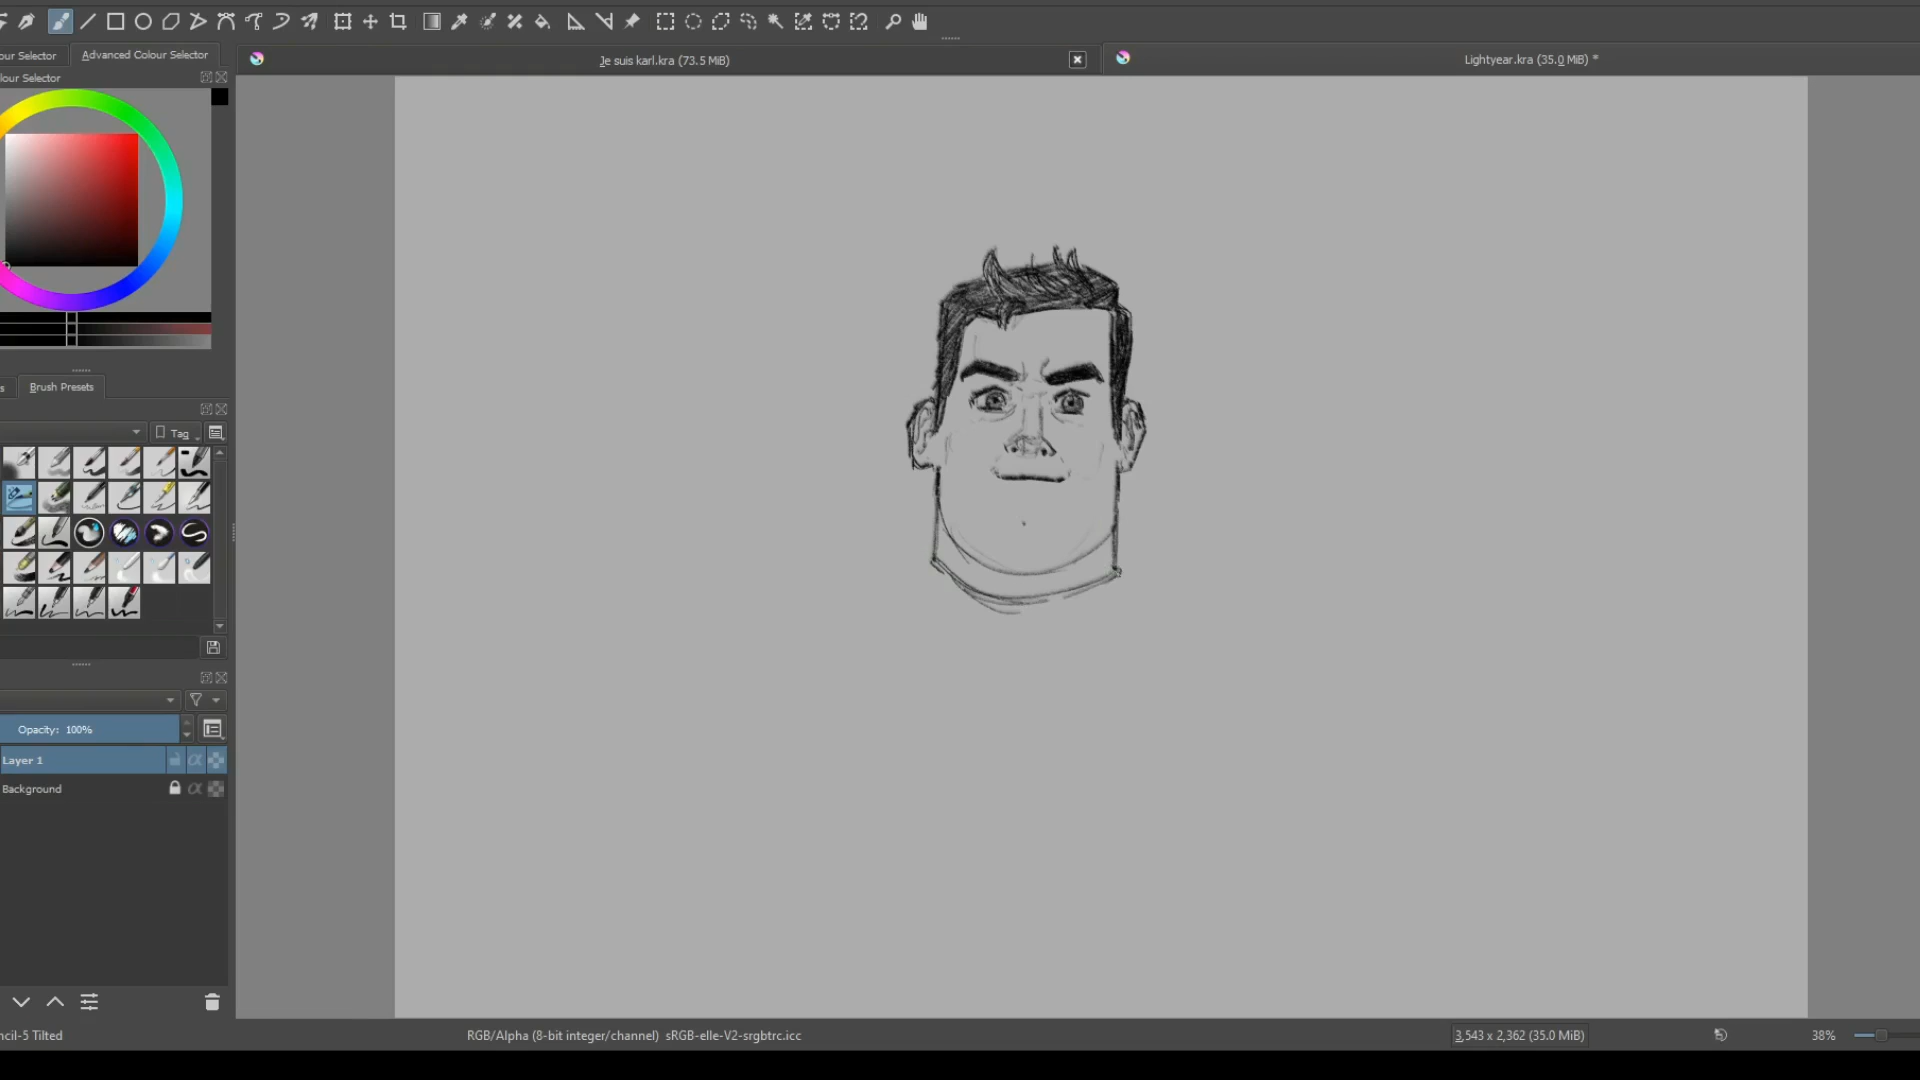 our Selector
Advanced Colour Selector
Je suis karl.kra (73.5 MiB)
Lightyear.kra (35.0 MiB) *
lour Selector
s
Brush Presets
Tag
Opacity: 100%
Layer 1
Background
ncil-5 Tilted
RGB/Alpha (8-bit integer/channel) sRGB-elle-V2-srgbtrc.icc
3,543 x 2,362 (35.0 MiB)
38%